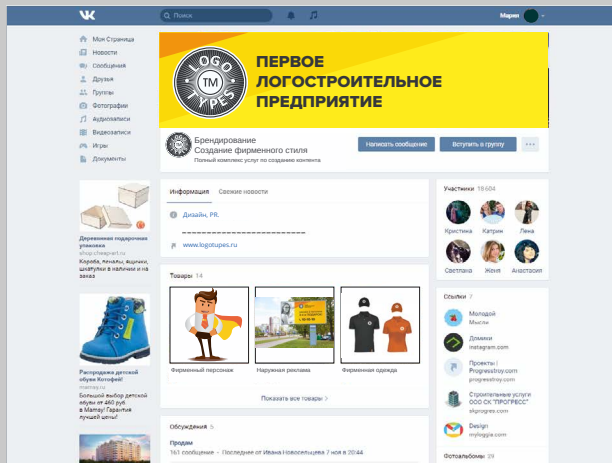 Поиск
Мария
Моя Страница
Новости
Сообщения
Друзья
Группы
Фотографии
Аудиозаписи
Видеозаписи
Игры
Документы
LOGO
TM
TYPES
ПЕРВОЕ
ЛОГОСТРОИТЕЛЬНОЕ
ПРЕДПРИЯТИЕ
Брендирование
Создание фирменного стиля
Полный комплекс услуг по созданию контента
Написать сообщение
Вступить в группу
Информация Свежие новости
Дизайн, PR.
www.logotupes.ru
Товары 14
Фирменный персонаж
Наружная реклама
Фирменная одежда
Показать все товары >
Обсуждения 5
Продам
161 сообщение - Последнее от Ивана Новосельцева 7 ноя в 20:44
Деревянная подарочная
упаковка
shop.cheapart.ru
Короба, пеналы, ящички,
шкатулки в наличии и на
заказ
Распродажа детской
обуви Котофей!
mamsy.ru
Большой выбор детской
обуви от 460 руб.
в Mamsy! Гарантия
лучшей цены!
Участники 18 604
Кристина Катрин Лена
Светлана Женя Анастасия
Ссылки 7
Молодой
Мысли
Домики
instagram.com
Проекты |
Progresstroy.com
progresstroy.com
Строительные услуги
ООО СК "ПРОГРЕСС"
skprogres.com
Design
myloggia.com
Фотоальбомы 29